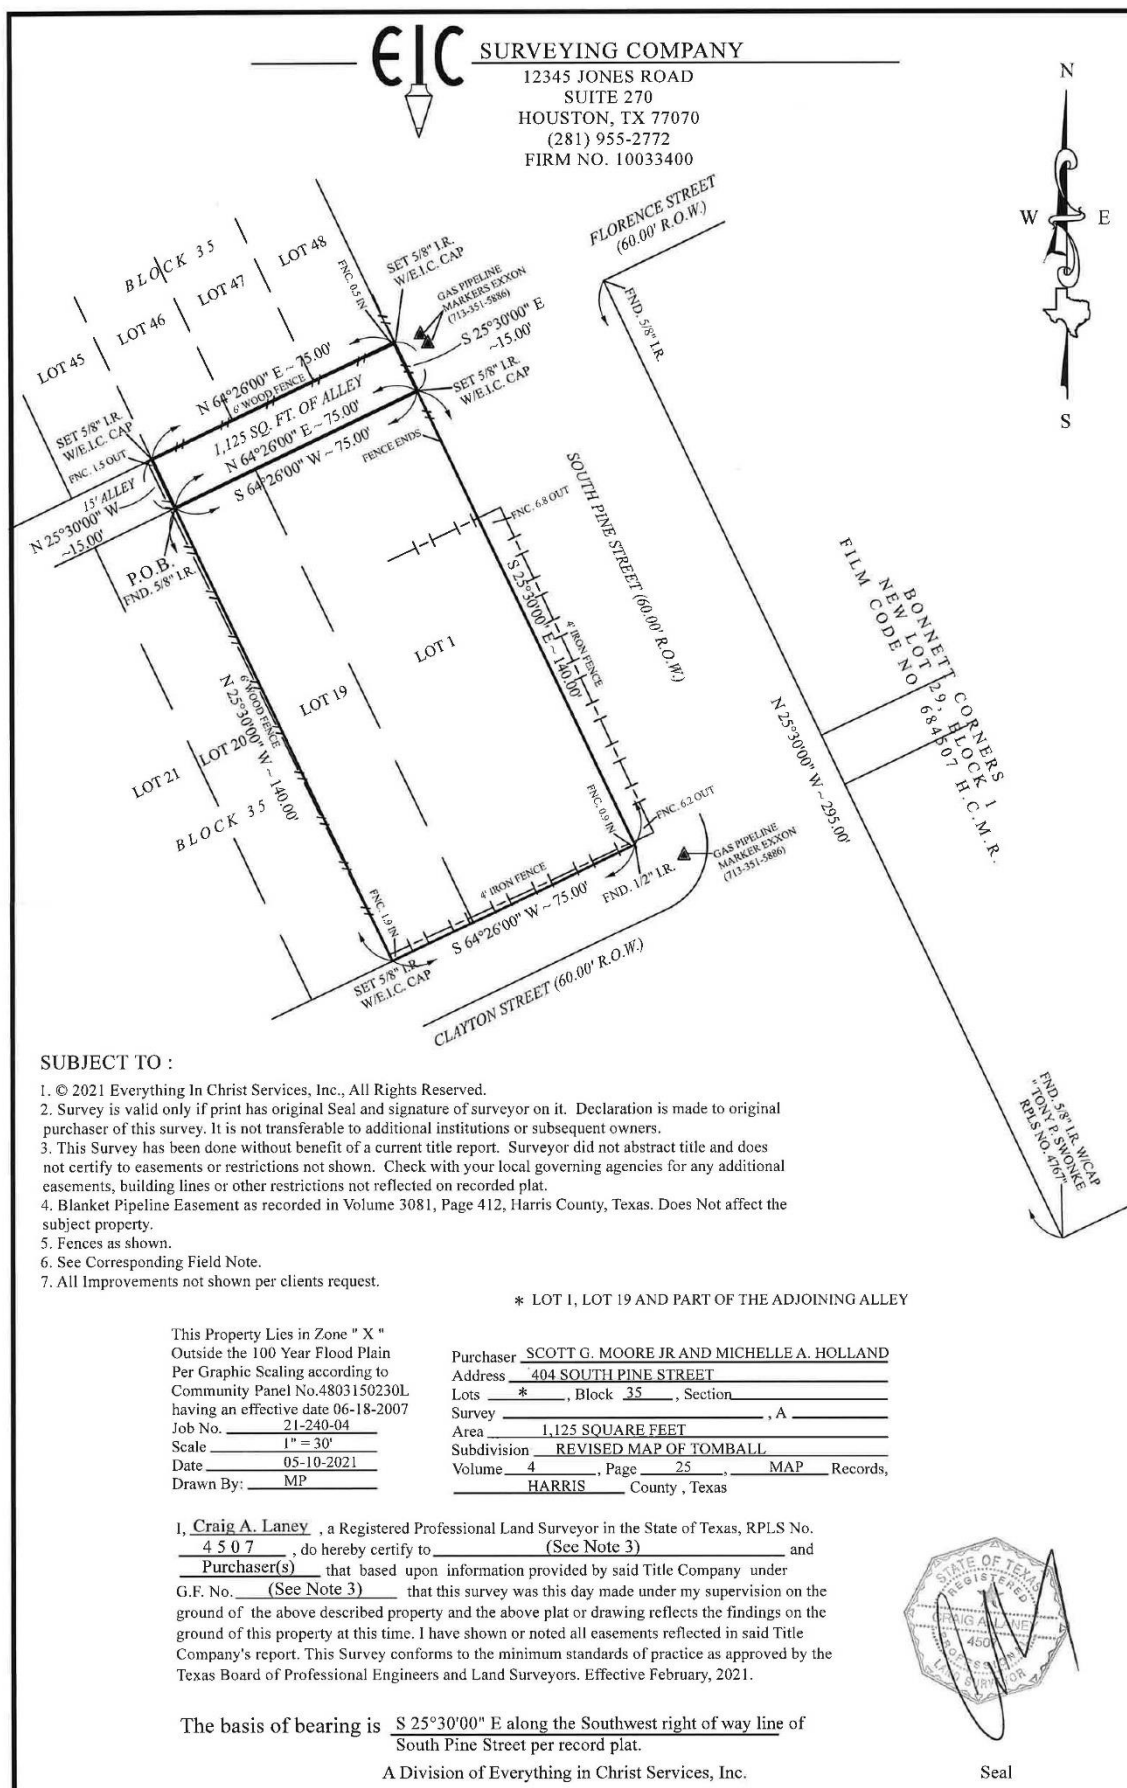 EIC SURVEYING COMPANY
12345 JONES ROAD
SUITE 270
HOUSTON, TX 77070
(281) 955-2772
FIRM NO. 10033400
N
W E
S
FLORENCE STREET
(60.00' R.O.W.)
FND. 5/8" I.R.
BLOCK 35
LOT 48
LOT 47
LOT 46
LOT 45
FNC. 0.5 IN
SET 5/8" I.R.
W/E.I.C. CAP
GAS PIPELINE
MARKERS EXXON
(713-351-5886)
S 25°30'00" E
~15.00'
SET 5/8" I.R.
W/E.I.C. CAP
N 64°26'00" E ~ 75.00'
6' WOOD FENCE
1,125 SQ. FT. OF ALLEY
N 64°26'00" E ~ 75.00'
S 64°26'00" W ~ 75.00'
FENCE ENDS
SET 5/8" I.R.
W/E.I.C. CAP
FNC. 1.5 OUT
15' ALLEY
N 25°30'00" W
~15.00'
P.O.B.
FND. 5/8" I.R.
FNC. 6.8 OUT
SOUTH PINE STREET (60.00' R.O.W.)
S 25°30'00" E ~ 140.00'
4' IRON FENCE
LOT 1
LOT 19
LOT 20
LOT 21
6' WOOD FENCE
N 25°30'00" W ~ 140.00'
BLOCK 35
BONNETT CORNERS
NEW LOT 29, BLOCK 1
FILM CODE NO 684507 H.C.M.R.
N 25°30'00" W ~ 295.00'
FNC. 0.9 IN
FNC. 6.2 OUT
GAS PIPELINE
MARKER EXXON
(713-351-5886)
FND. 1/2" I.R.
4' IRON FENCE
S 64°26'00" W ~ 75.00'
FNC. 1.9 IN
SET 5/8" I.R.
W/E.I.C. CAP
CLAYTON STREET (60.00' R.O.W.)
FND. 5/8" I.R. W/CAP
"TONY P. SWONKE
RPLS NO. 4767"
SUBJECT TO :
1. © 2021 Everything In Christ Services, Inc., All Rights Reserved.
2. Survey is valid only if print has original Seal and signature of surveyor on it. Declaration is made to original
purchaser of this survey. It is not transferable to additional institutions or subsequent owners.
3. This Survey has been done without benefit of a current title report. Surveyor did not abstract title and does
not certify to easements or restrictions not shown. Check with your local governing agencies for any additional
easements, building lines or other restrictions not reflected on recorded plat.
4. Blanket Pipeline Easement as recorded in Volume 3081, Page 412, Harris County, Texas. Does Not affect the
subject property.
5. Fences as shown.
6. See Corresponding Field Note.
7. All Improvements not shown per clients request.
* LOT 1, LOT 19 AND PART OF THE ADJOINING ALLEY
This Property Lies in Zone " X "
Outside the 100 Year Flood Plain
Per Graphic Scaling according to
Community Panel No.4803150230L
having an effective date 06-18-2007
Job No. 21-240-04
Scale 1" = 30'
Date 05-10-2021
Drawn By: MP
Purchaser SCOTT G. MOORE JR AND MICHELLE A. HOLLAND
Address 404 SOUTH PINE STREET
Lots * , Block 35 , Section
Survey , A
Area 1,125 SQUARE FEET
Subdivision REVISED MAP OF TOMBALL
Volume 4 , Page 25 , MAP Records,
HARRIS County , Texas
I, Craig A. Laney , a Registered Professional Land Surveyor in the State of Texas, RPLS No.
4507 , do hereby certify to (See Note 3) and
Purchaser(s) that based upon information provided by said Title Company under
G.F. No. (See Note 3) that this survey was this day made under my supervision on the
ground of the above described property and the above plat or drawing reflects the findings on the
ground of this property at this time. I have shown or noted all easements reflected in said Title
Company's report. This Survey conforms to the minimum standards of practice as approved by the
Texas Board of Professional Engineers and Land Surveyors. Effective February, 2021.
STATE OF TEXAS
REGISTERED
CRAIG A LANEY
4507
PROFESSIONAL
LAND SURVEYOR
The basis of bearing is S 25°30'00" E along the Southwest right of way line of
South Pine Street per record plat.
A Division of Everything in Christ Services, Inc.
Seal